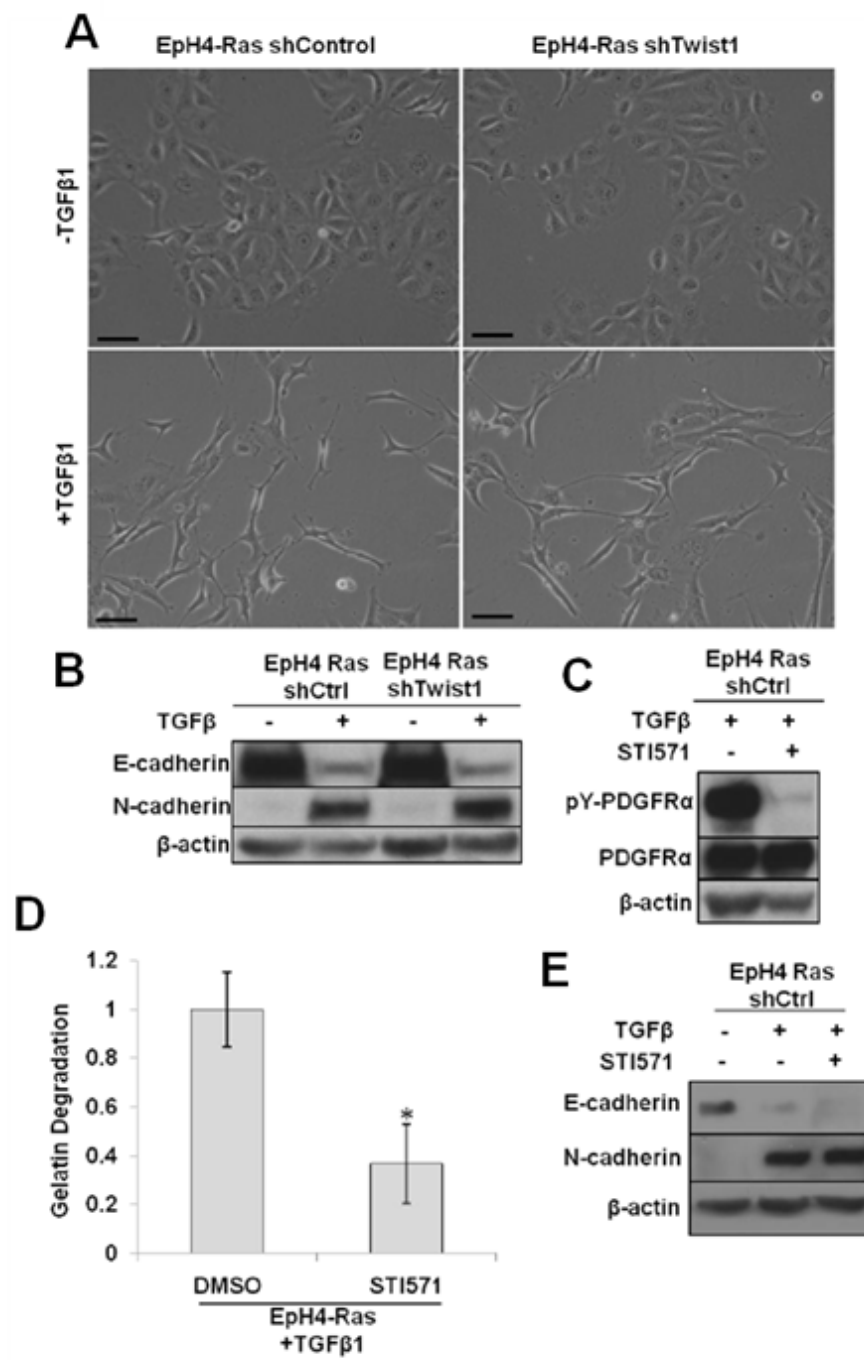 A
EpH4-Ras shControl EpH4-Ras shTwist1
-TGFβ1
+TGFβ1
B
EpH4 Ras EpH4 Ras
shCtrl shTwist1
TGFβ - + - +
E-cadherin
N-cadherin
β-actin
C
EpH4 Ras
shCtrl
TGFβ + +
STI571 - +
pY-PDGFRα
PDGFRα
β-actin
D
Gelatin Degradation
1.2
1
0.8
0.6
0.4
0.2
0
*
DMSO STI571
EpH4-Ras
+TGFβ1
E
EpH4 Ras
shCtrl
TGFβ - + +
STI571 - - +
E-cadherin
N-cadherin
β-actin